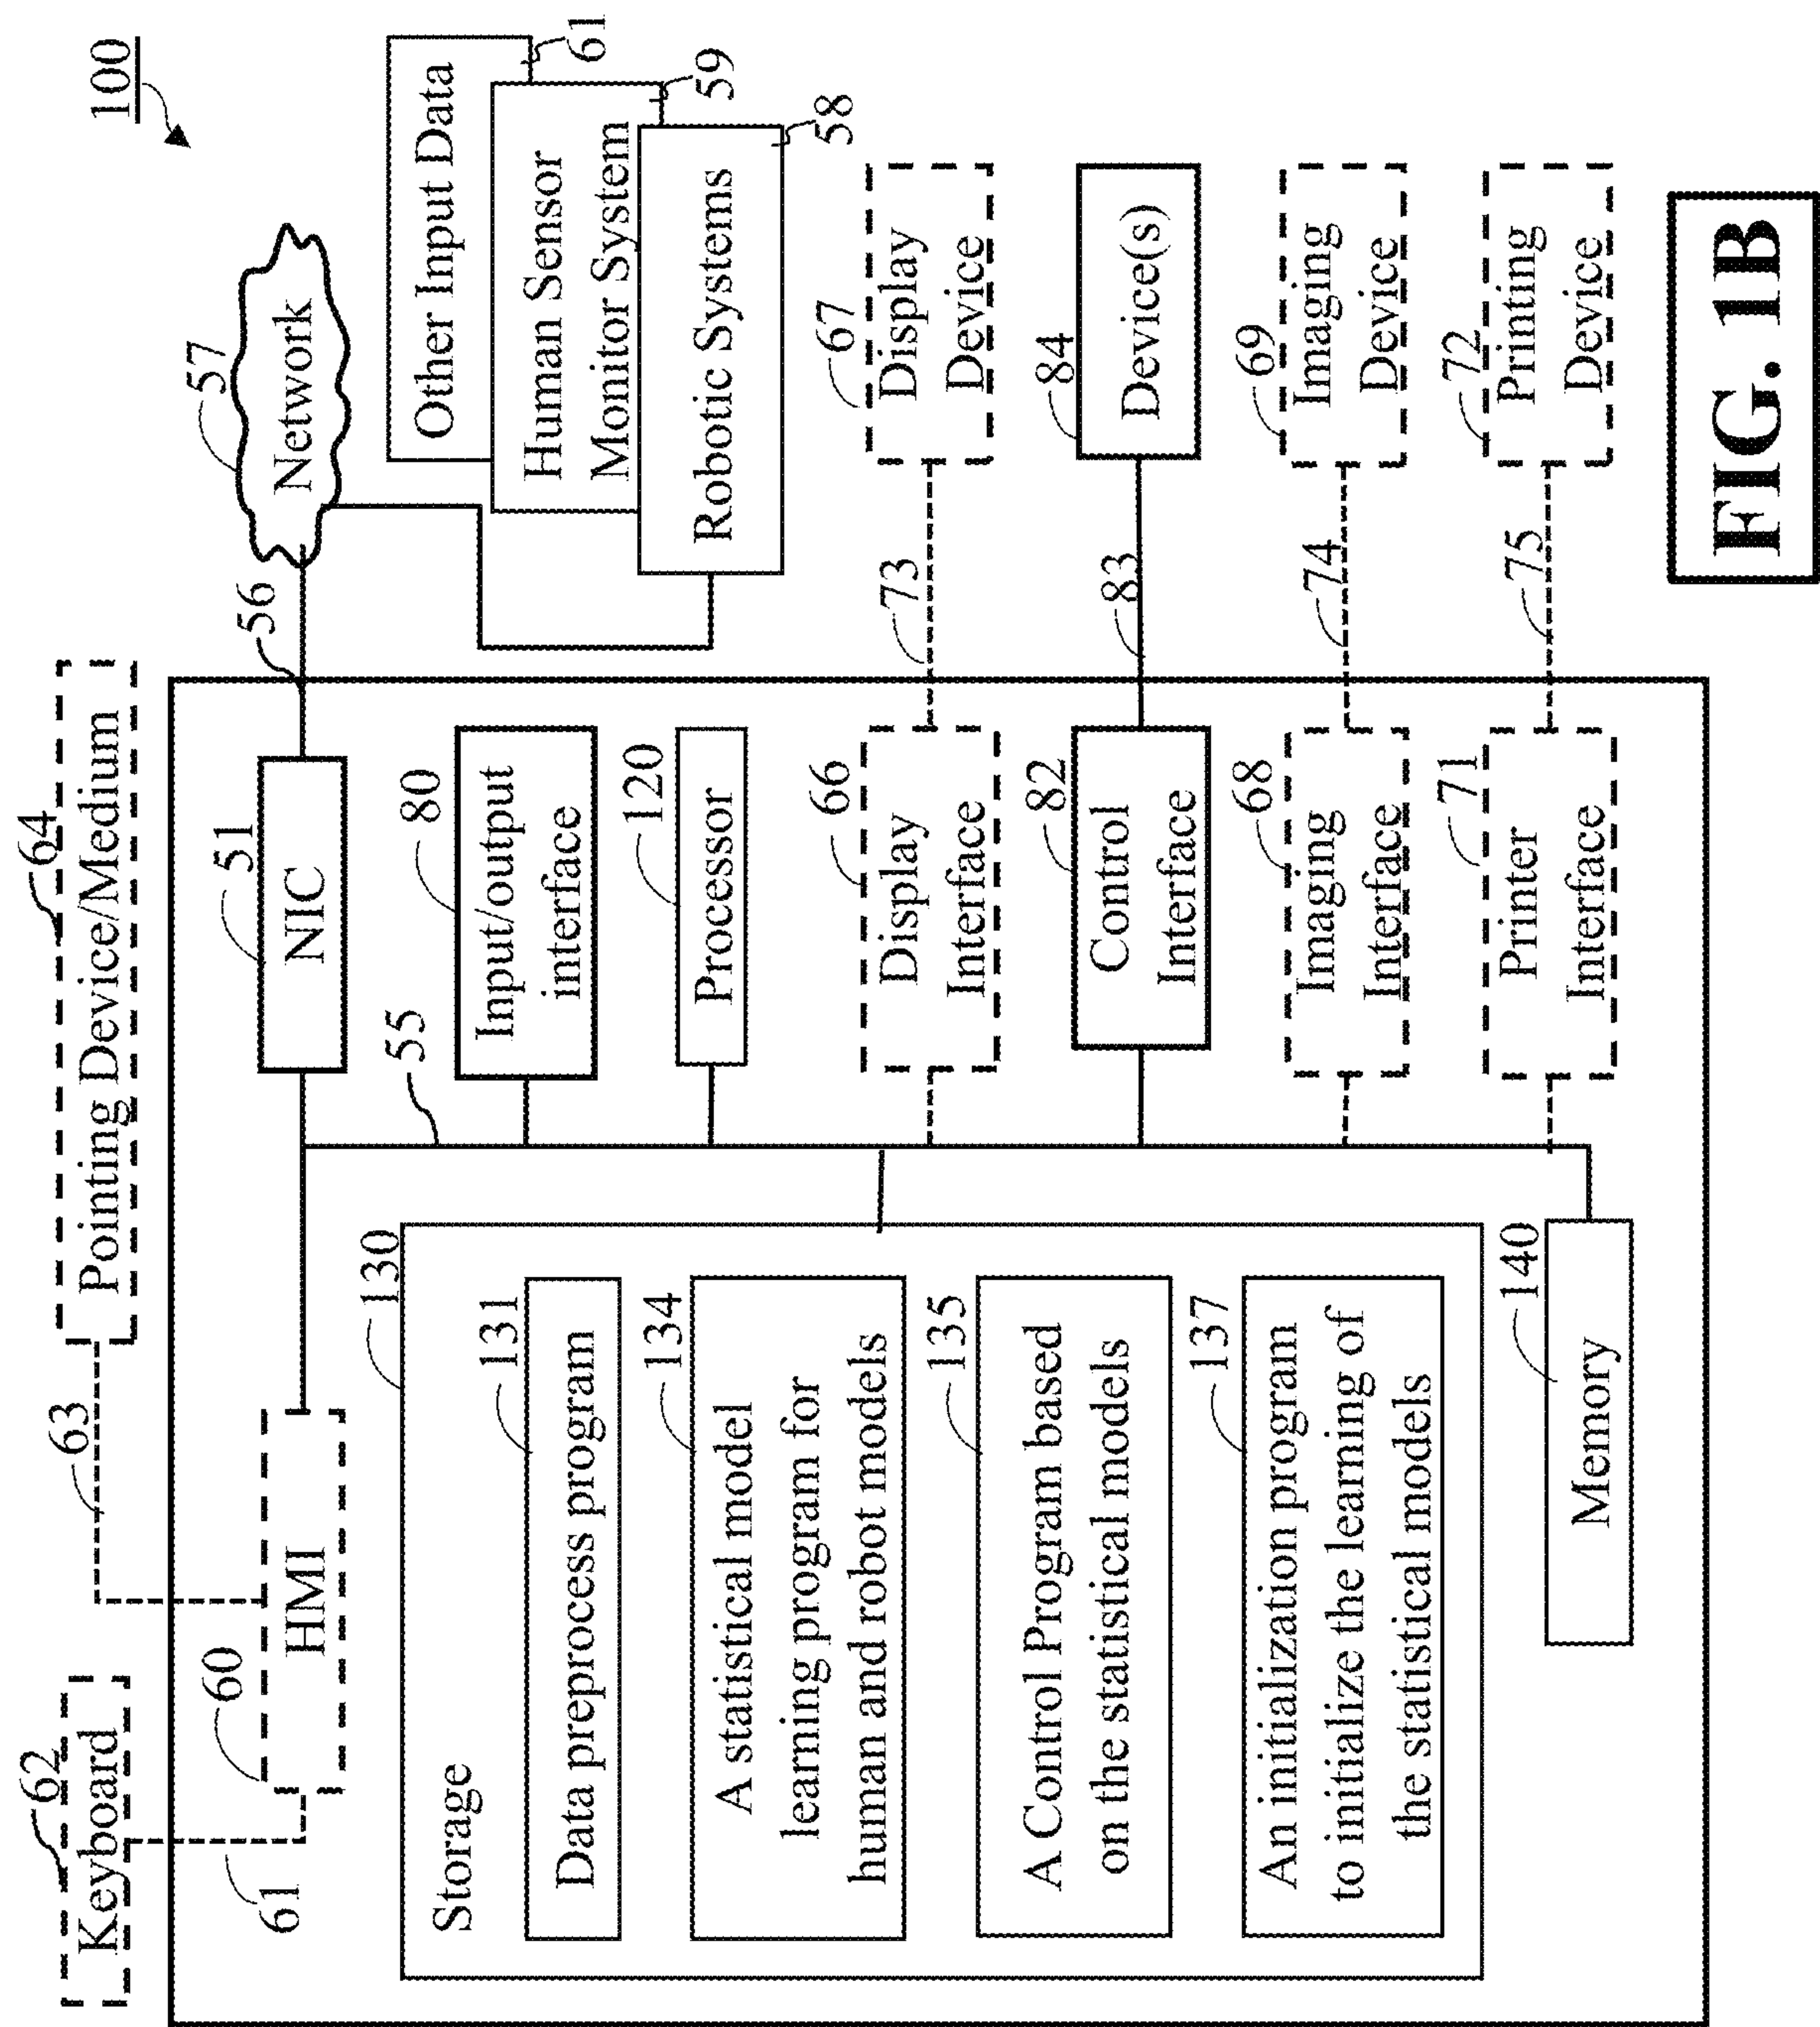 100
62
Keyboard
61
63
64
Pointing Device/Medium
60
HMI
51
NIC
56
57
Network
Other Input Data
61
Human Sensor
Monitor System
59
Robotic Systems
58
130
Storage
131
Data preprocess program
134
A statistical model
learning program for
human and robot models
135
A Control Program based
on the statistical models
137
An initialization program
to initialize the learning of
the statistical models
140
Memory
55
80
Input/output
interface
120
Processor
66
Display
Interface
73
67
Display
Device
82
Control
Interface
83
84
Device(s)
68
Imaging
Interface
74
69
Imaging
Device
71
Printer
Interface
75
72
Printing
Device
FIG. 1B